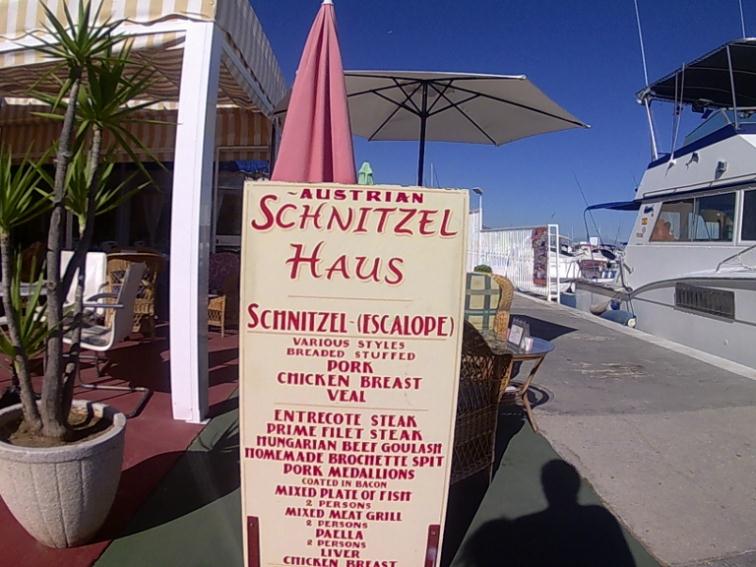 ~AUSTRIAN
SCHNITZEL
HAUS
SCHNITZEL-(ESCALOPE)
VARIOUS STYLES
BREADED STUFFED
PORK
CHICKEN BREAST
VEAL
ENTRECOTE STEAK
PRIME FILET STEAK
HUNGARIAN BEEF GOULASH
HOMEMADE BROCHETTE SPIT
PORK MEDALLIONS
COATED IN BACON
MIXED PLATE OF FISH
2 PERSONS
MIXED MEAT GRILL
2 PERSONS
PAELLA
2 PERSONS
LIVER
CHICKEN BREAST